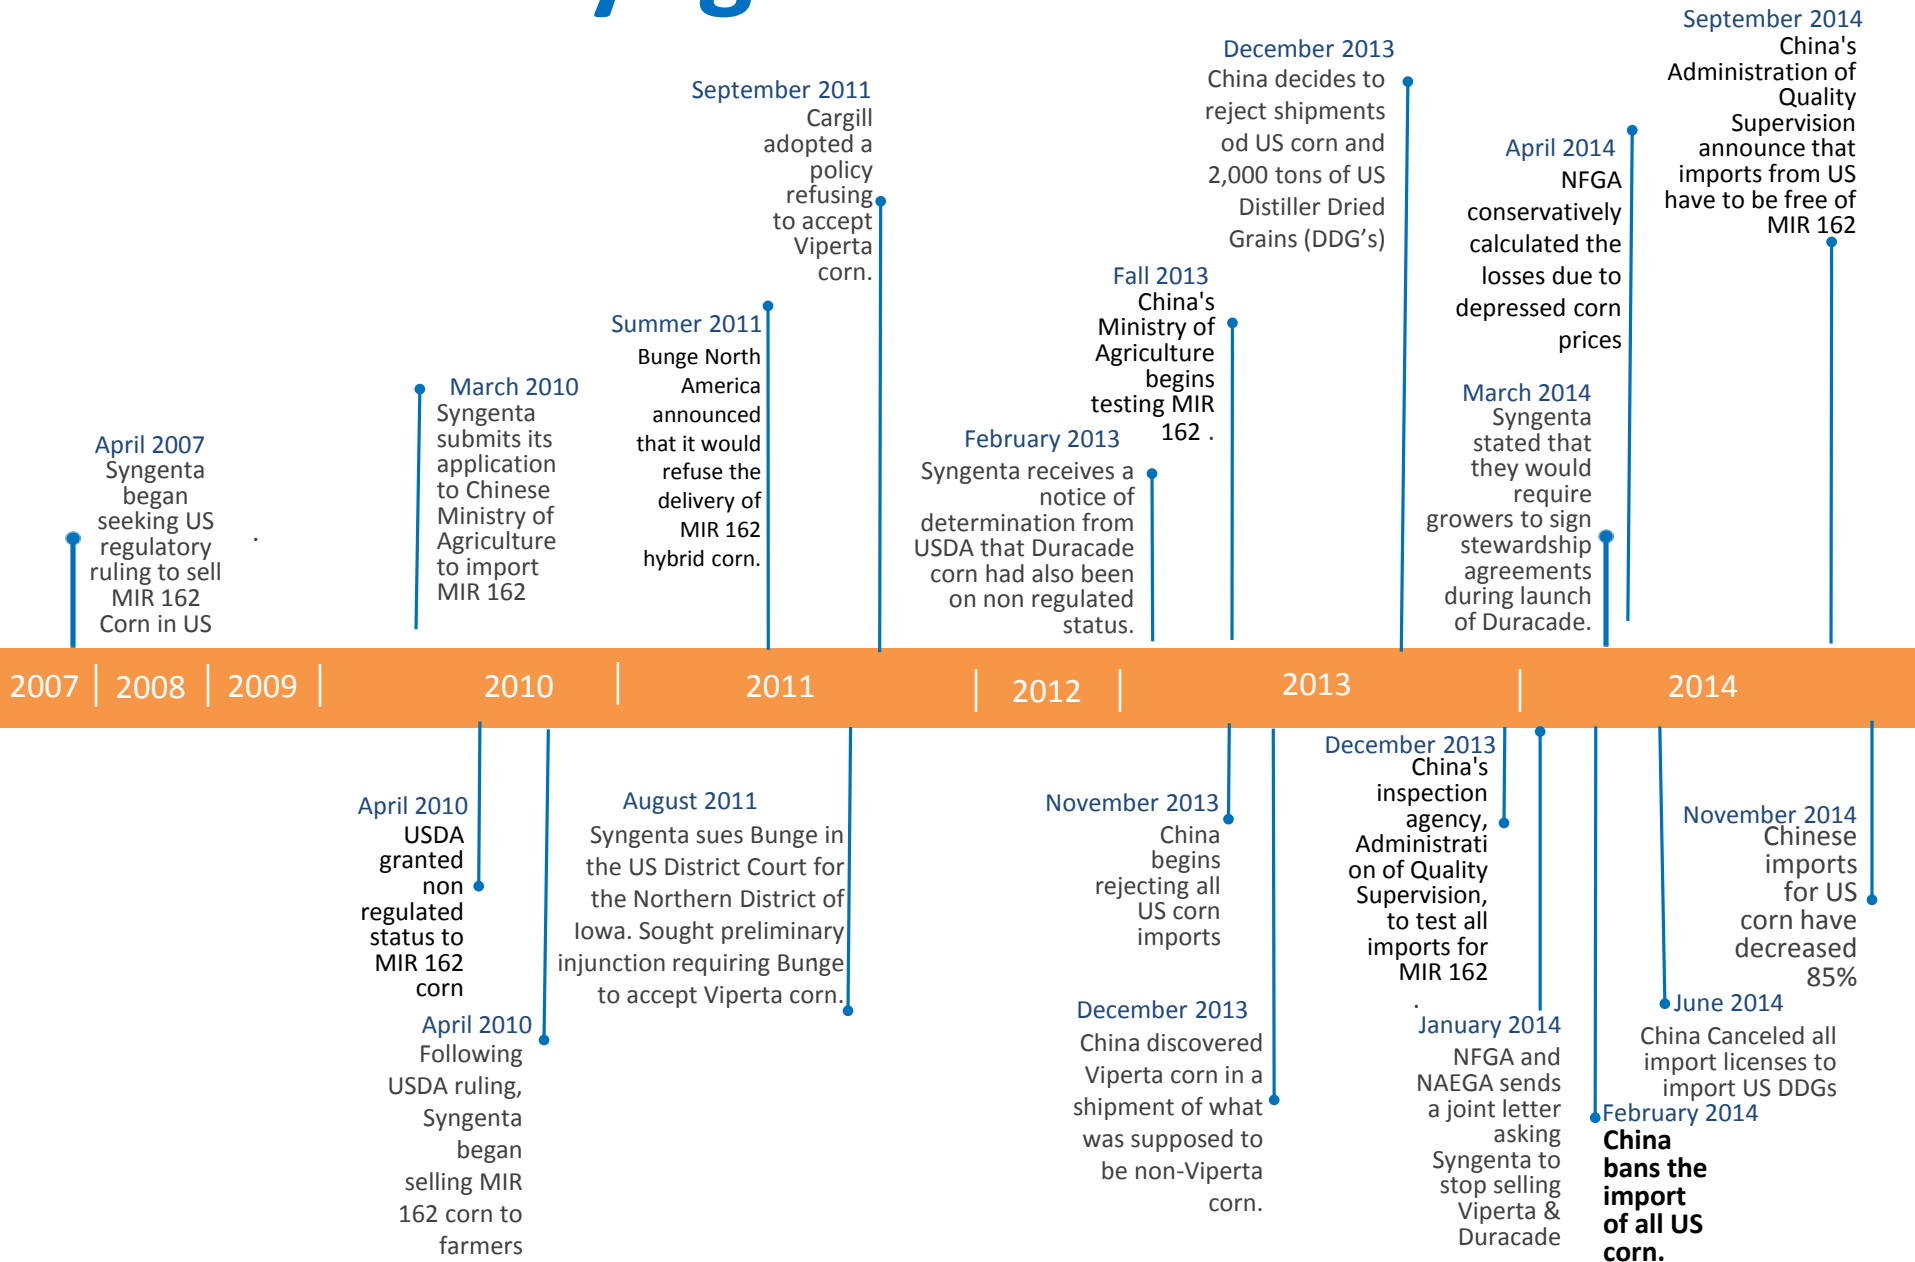 September 2014
China's
Administration of
Quality
Supervision
announce that
imports from US
have to be free of
MIR 162
December 2013
China decides to
reject shipments
od US corn and
2,000 tons of US
Distiller Dried
Grains (DDG's)
September 2011
Cargill
adopted a
policy
refusing
to accept
Viperta
corn.
April 2014
NFGA
conservatively
calculated the
losses due to
depressed corn
prices
Fall 2013
China's
Ministry of
Agriculture
begins
testing MIR
162 .
Summer 2011
Bunge North
America
announced
that it would
refuse the
delivery of
MIR 162
hybrid corn.
March 2010
Syngenta
submits its
application
to Chinese
Ministry of
Agriculture
to import
MIR 162
March 2014
Syngenta
stated that
they would
require
growers to sign
stewardship
agreements
during launch
of Duracade.
February 2013
Syngenta receives a
notice of
determination from
USDA that Duracade
corn had also been
on non regulated
status.
April 2007
Syngenta
began
seeking US
regulatory
ruling to sell
MIR 162
Corn in US
.
2007 2008 2009 2010 2011 2012 2013 2014
April 2010
USDA
granted
non
regulated
status to
MIR 162
corn
April 2010
Following
USDA ruling,
Syngenta
began
selling MIR
162 corn to
farmers
August 2011
Syngenta sues Bunge in
the US District Court for
the Northern District of
Iowa. Sought preliminary
injunction requiring Bunge
to accept Viperta corn.
November 2013
China
begins
rejecting all
US corn
imports
December 2013
China discovered
Viperta corn in a
shipment of what
was supposed to
be non-Viperta
corn.
December 2013
China's
inspection
agency,
Administrati
on of Quality
Supervision,
to test all
imports for
MIR 162
.
January 2014
NFGA and
NAEGA sends
a joint letter
asking
Syngenta to
stop selling
Viperta &
Duracade
February 2014
China
bans the
import
of all US
corn.
June 2014
China Canceled all
import licenses to
import US DDGs
November 2014
Chinese
imports
for US
corn have
decreased
85%